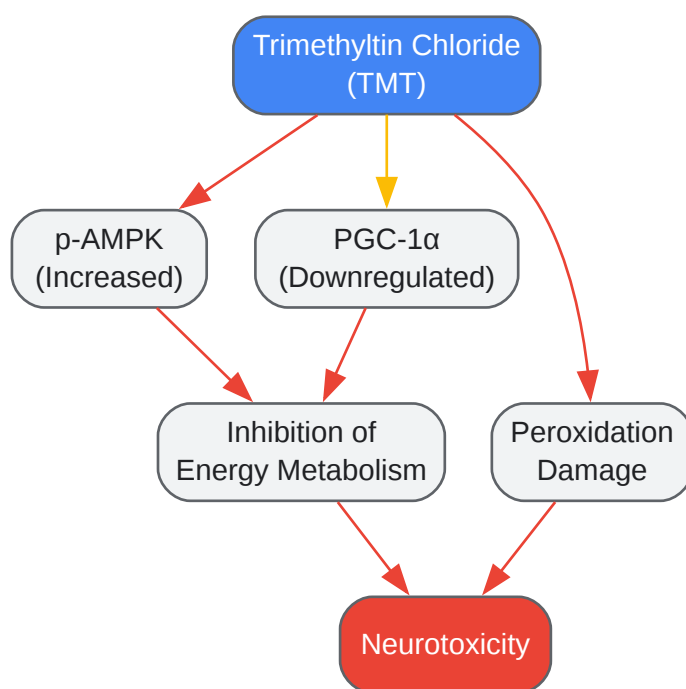 Trimethyltin Chloride
(TMT)
p-AMPK
(Increased)
PGC-1α
(Downregulated)
Inhibition of
Energy Metabolism
Peroxidation
Damage
Neurotoxicity